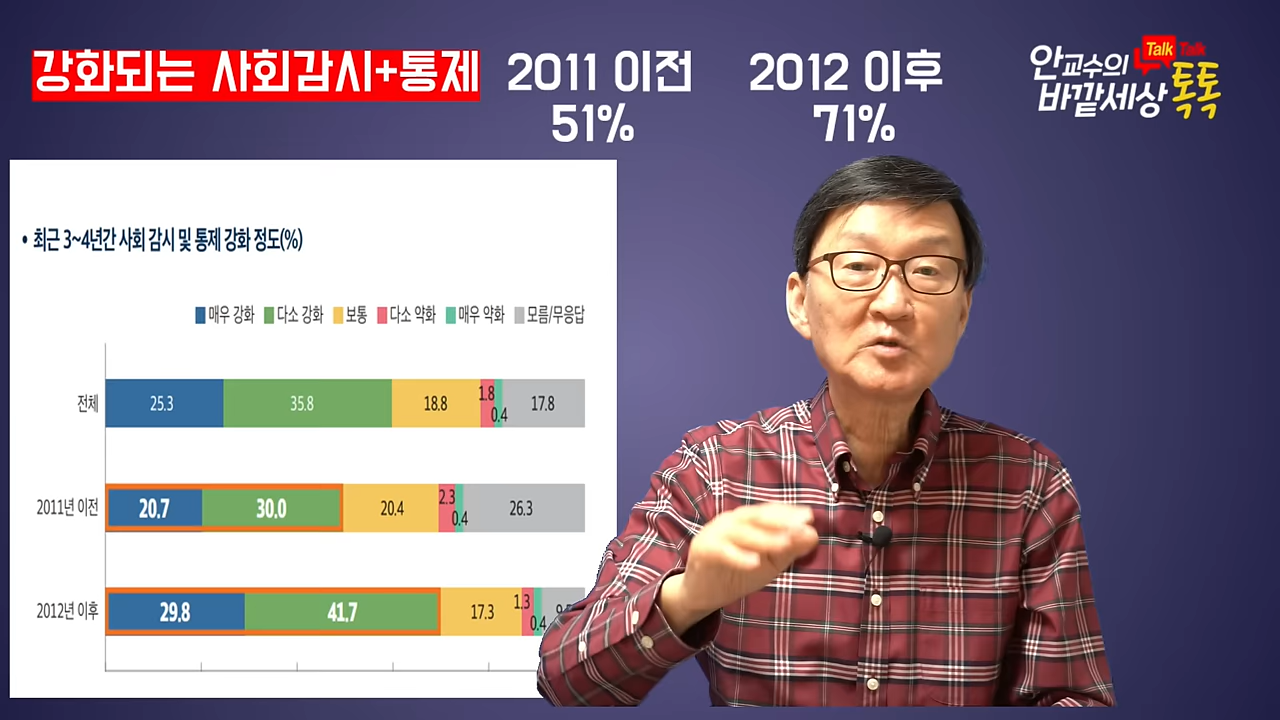 강화되는 사회감시+통제
2011 이전
51%
2012 이후
71%
안교수의
바깥세상
Talk Talk
톡톡
• 최근 3~4년간 사회 감시 및 통제 강화 정도(%)
매우 강화 다소 강화 보통 다소 약화 매우 약화 모름/무응답
전체 25.3 35.8 18.8 1.8 0.4 17.8
2011년 이전 20.7 30.0 20.4 2.3 0.4 26.3
2012년 이후 29.8 41.7 17.3 1.3 0.4